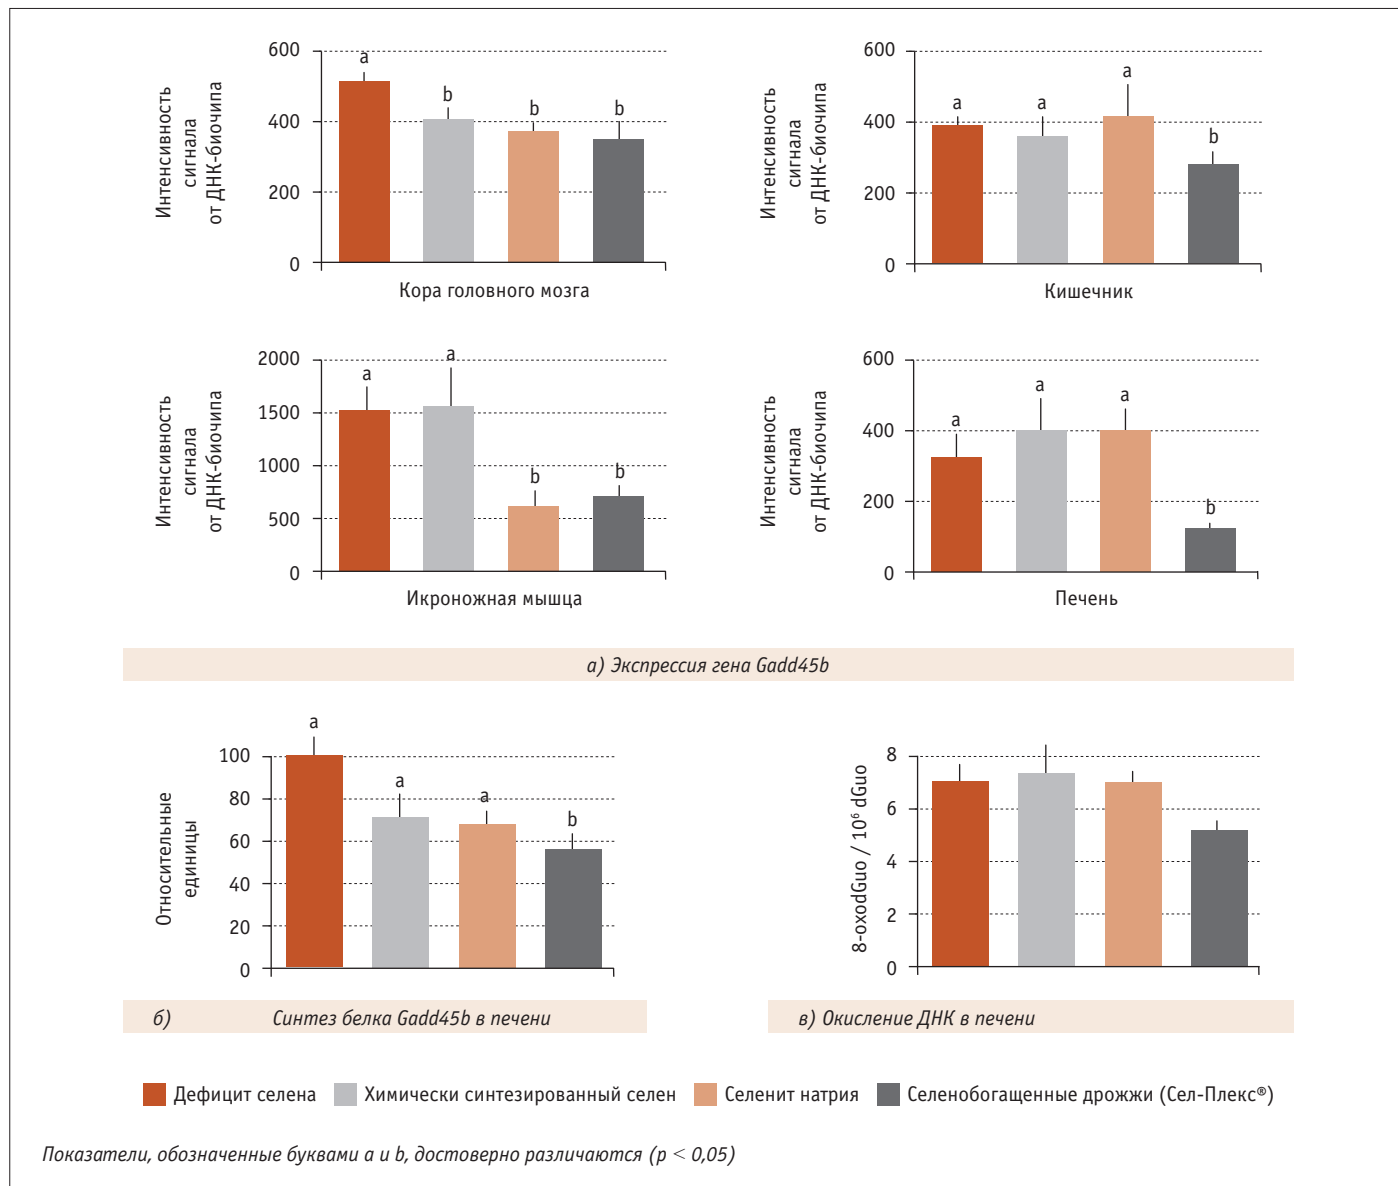 Интенсивность
сигнала
от ДНК-биочипа
600
400
200
0
a
b
b
b
Кора головного мозга
Интенсивность
сигнала
от ДНК-биочипа
600
400
200
0
a
a
a
b
Кишечник
Интенсивность
сигнала
от ДНК-биочипа
2000
1500
1000
500
0
a
a
b
b
Икроножная мышца
Интенсивность
сигнала
от ДНК-биочипа
600
400
200
0
a
a
a
b
Печень
а) Экспрессия гена Gadd45b
Относительные
единицы
100
80
60
40
20
0
a
a
a
b
б) Синтез белка Gadd45b в печени
8-oxodGuo / 10⁶ dGuo
8
6
4
2
0
в) Окисление ДНК в печени
Дефицит селена Химически синтезированный селен Селенит натрия Селенобогащенные дрожжи (Сел-Плекс®)
Показатели, обозначенные буквами a и b, достоверно различаются (p < 0,05)